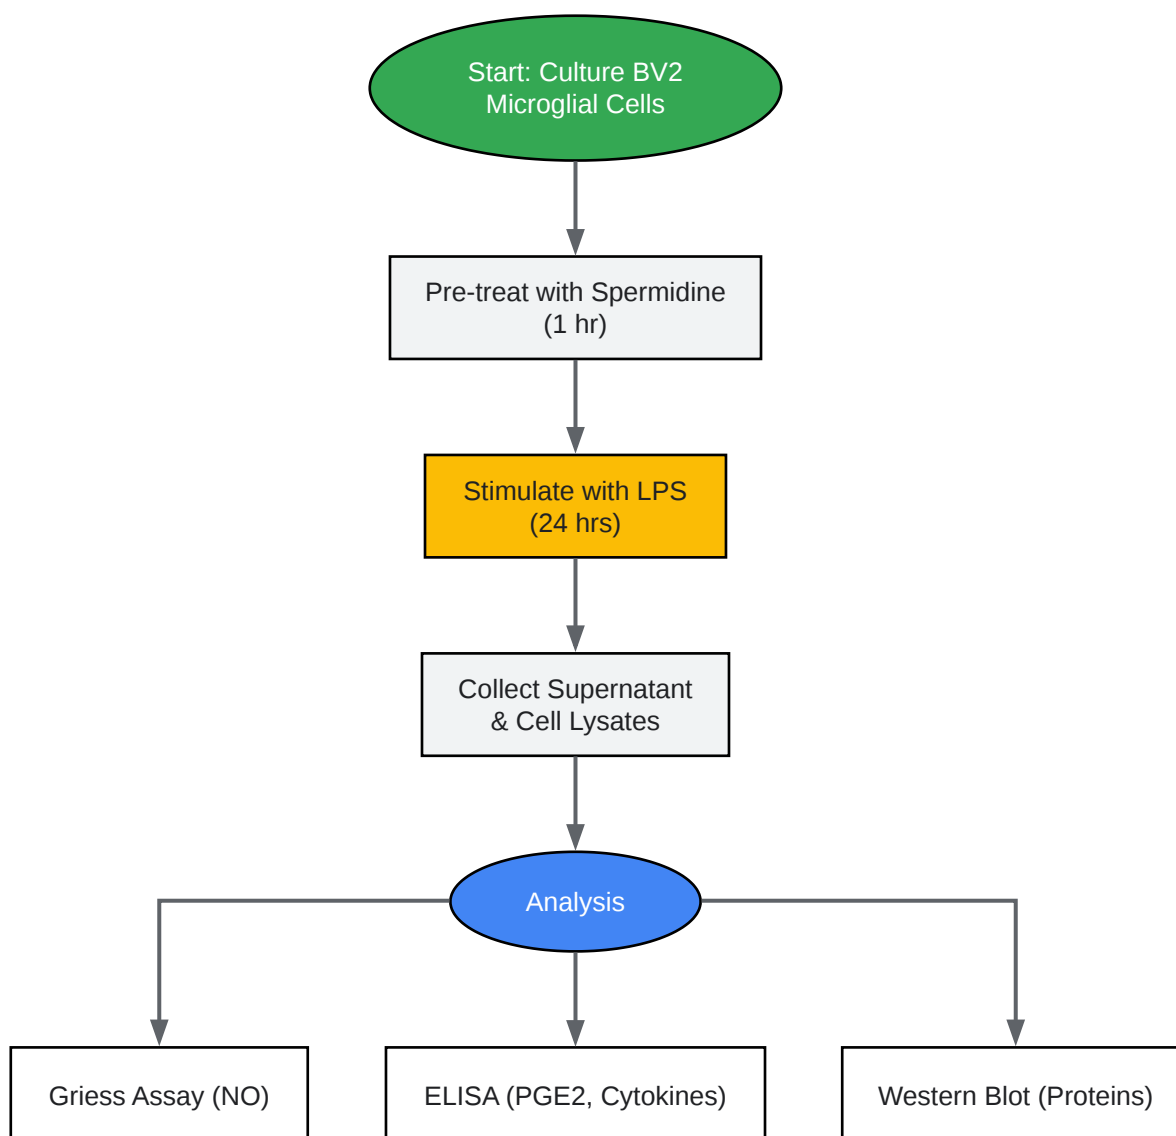 Start: Culture BV2
Microglial Cells
Pre-treat with Spermidine
(1 hr)
Stimulate with LPS
(24 hrs)
Collect Supernatant
& Cell Lysates
Analysis
Griess Assay (NO)
ELISA (PGE2, Cytokines)
Western Blot (Proteins)